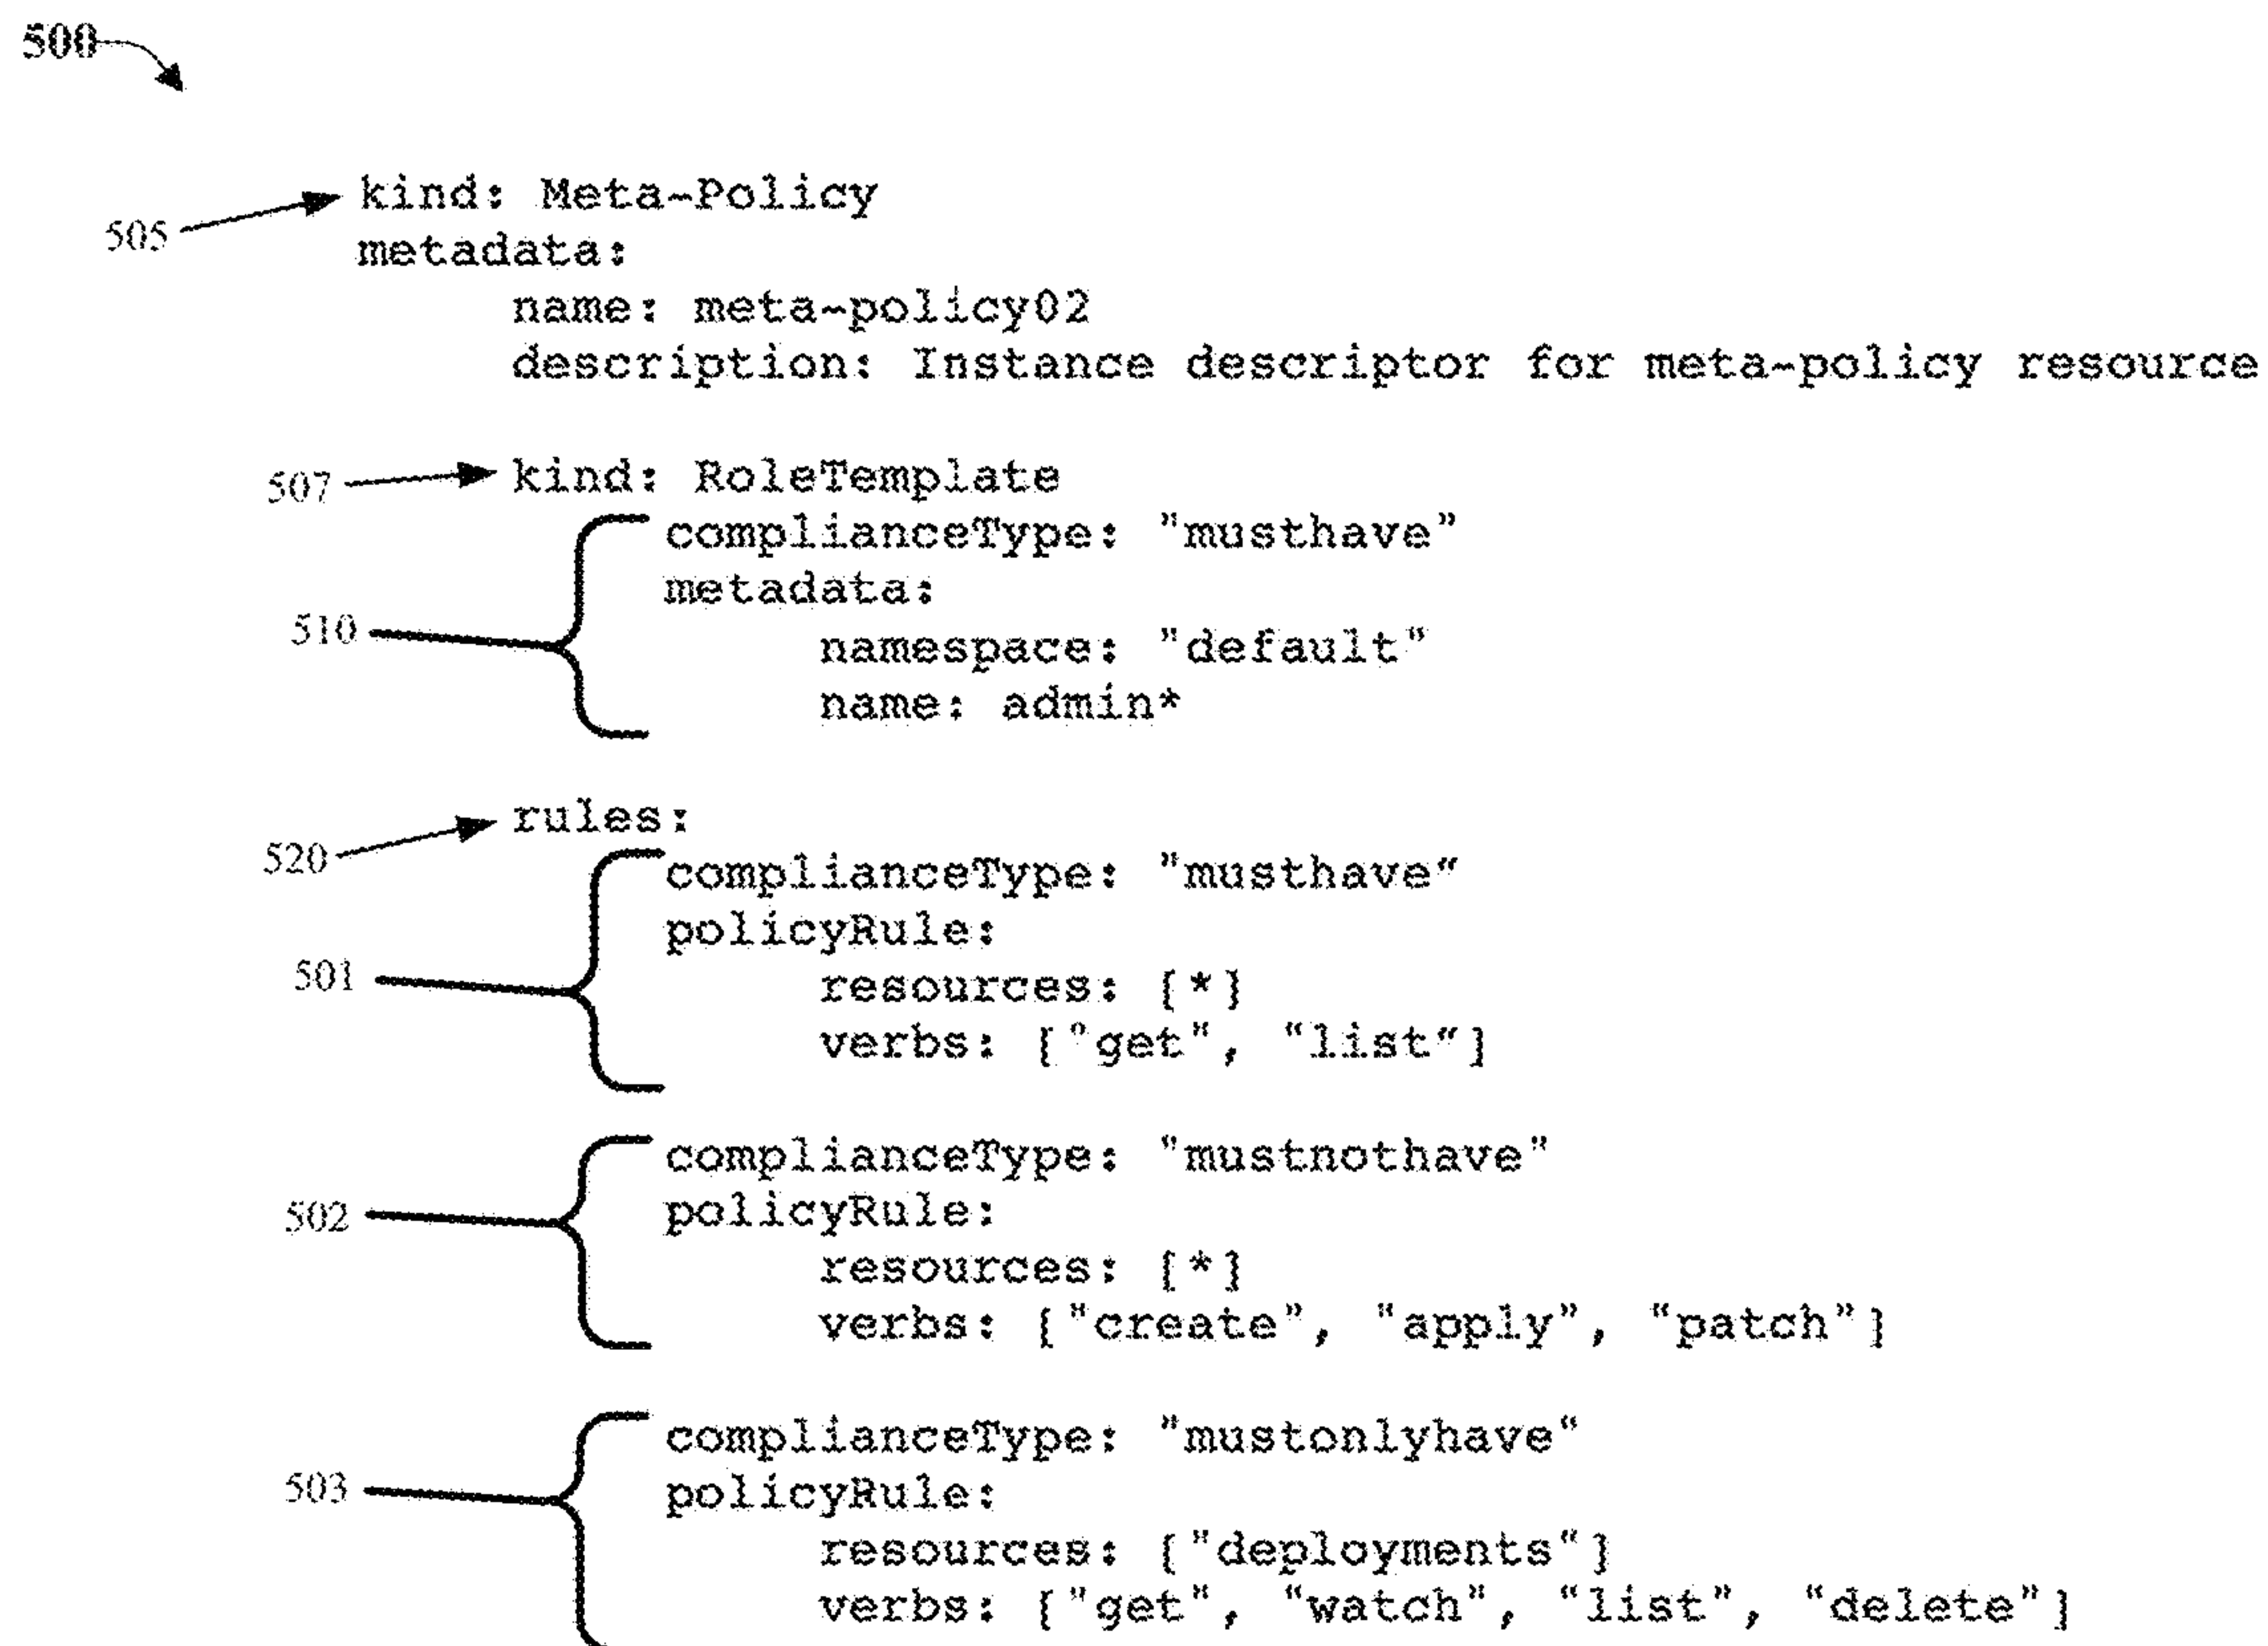 500
kind: Meta-Policy
505
metadata:
name: meta-policy02
description: Instance descriptor for meta-policy resource
507
kind: RoleTemplate
complianceType: "musthave"
metadata:
510
namespace: "default"
name: admin*
520
rules:
complianceType: "musthave"
policyRule:
501
resources: [*]
verbs: ["get", "list"]
complianceType: "mustnothave"
502
policyRule:
resources: [*]
verbs: ["create", "apply", "patch"]
complianceType: "mustonlyhave"
503
policyRule:
resources: ["deployments"]
verbs: ["get", "watch", "list", "delete"]